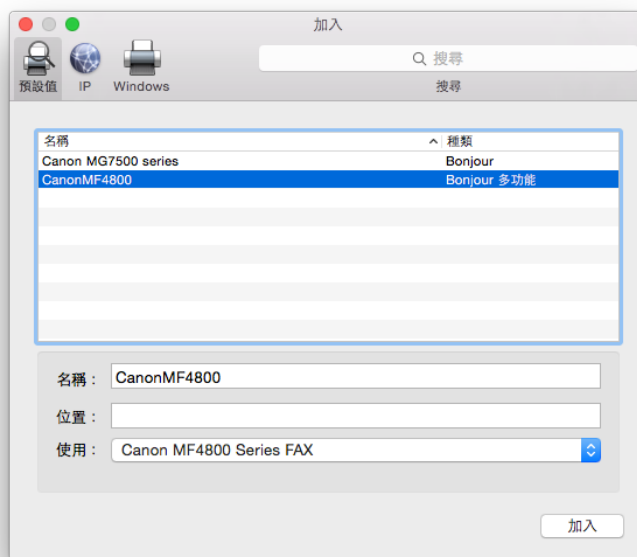 加入
搜尋
預設值 IP Windows 搜尋
名稱 種類
Canon MG7500 series Bonjour
CanonMF4800 Bonjour 多功能
名稱： CanonMF4800
位置：
使用： Canon MF4800 Series FAX
加入